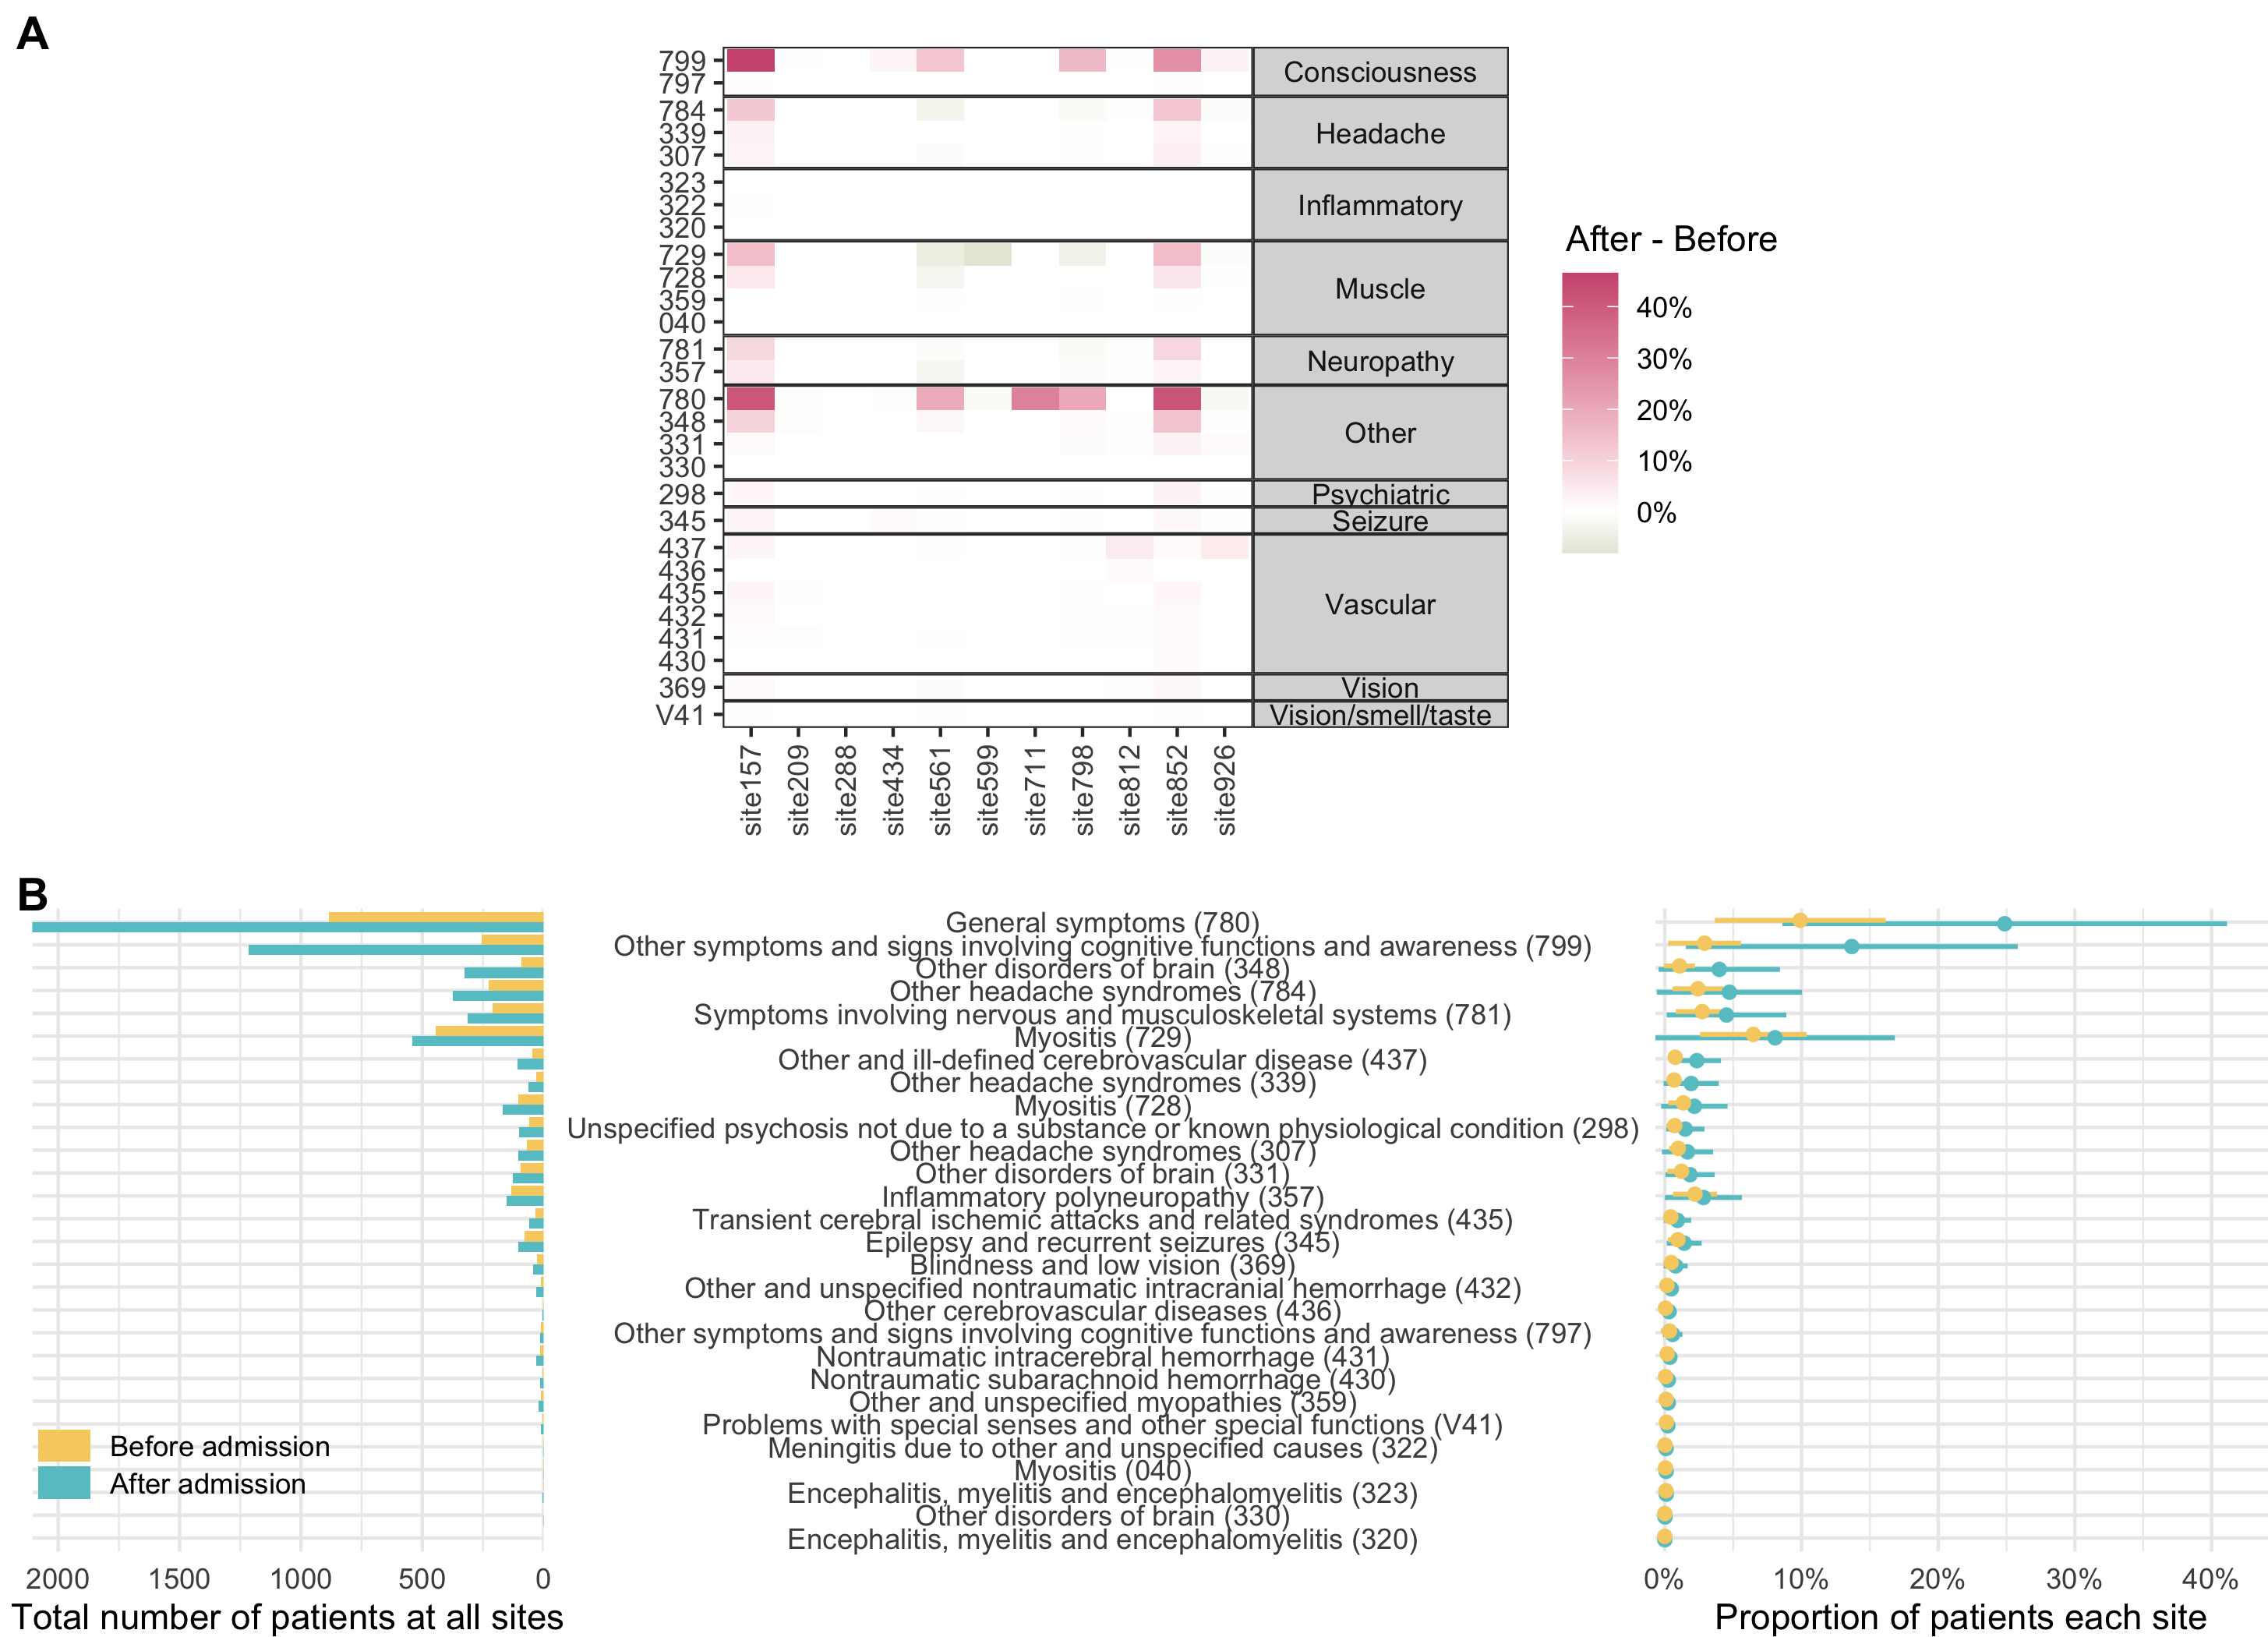 A
799
797
Consciousness
784
339
307
Headache
323
322
320
Inflammatory
729
728
359
040
Muscle
781
357
Neuropathy
780
348
331
330
Other
298
Psychiatric
345
Seizure
437
436
435
432
431
430
Vascular
369
Vision
V41
Vision/smell/taste
site157
site209
site288
site434
site561
site599
site711
site798
site812
site852
site926
After - Before
40%
30%
20%
10%
0%
B
General symptoms (780)
Other symptoms and signs involving cognitive functions and awareness (799)
Other disorders of brain (348)
Other headache syndromes (784)
Symptoms involving nervous and musculoskeletal systems (781)
Myositis (729)
Other and ill-defined cerebrovascular disease (437)
Other headache syndromes (339)
Myositis (728)
Unspecified psychosis not due to a substance or known physiological condition (298)
Other headache syndromes (307)
Other disorders of brain (331)
Inflammatory polyneuropathy (357)
Transient cerebral ischemic attacks and related syndromes (435)
Epilepsy and recurrent seizures (345)
Blindness and low vision (369)
Other and unspecified nontraumatic intracranial hemorrhage (432)
Other cerebrovascular diseases (436)
Other symptoms and signs involving cognitive functions and awareness (797)
Nontraumatic intracerebral hemorrhage (431)
Nontraumatic subarachnoid hemorrhage (430)
Other and unspecified myopathies (359)
Problems with special senses and other special functions (V41)
Meningitis due to other and unspecified causes (322)
Myositis (040)
Encephalitis, myelitis and encephalomyelitis (323)
Other disorders of brain (330)
Encephalitis, myelitis and encephalomyelitis (320)
Before admission
After admission
2000 1500 1000 500 0
Total number of patients at all sites
0% 10% 20% 30% 40%
Proportion of patients each site